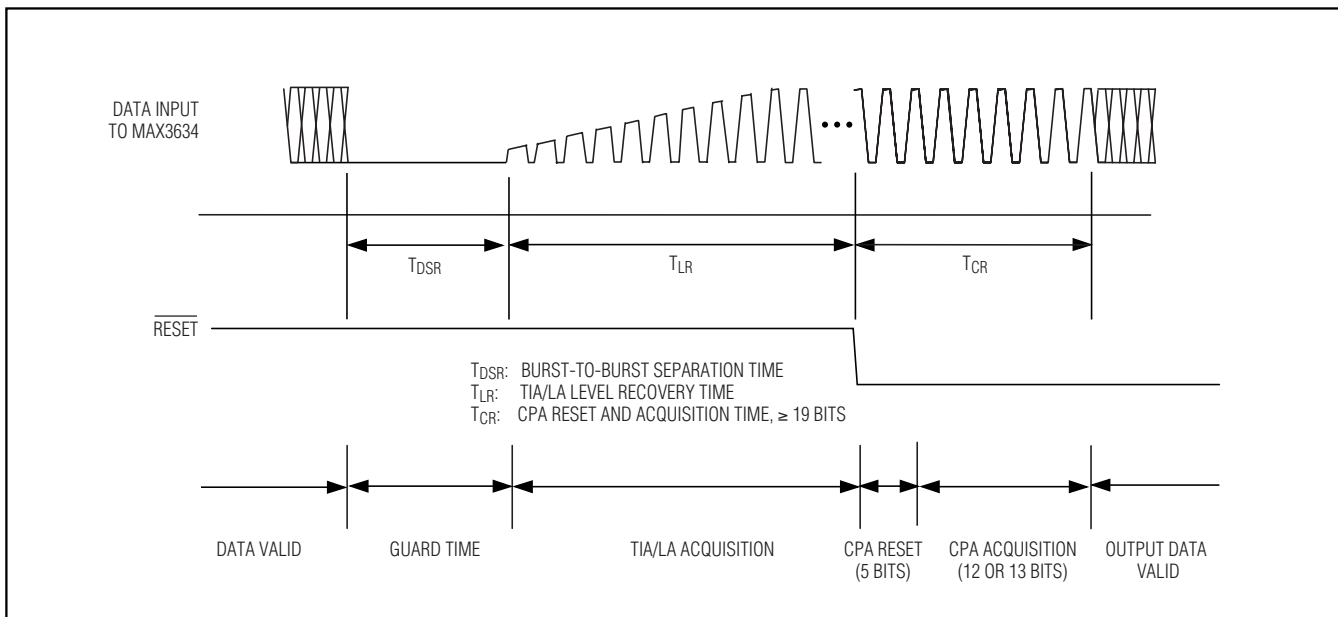 DATA INPUT
TO MAX3634
•••
TDSR
TLR
TCR
RESET
TDSR: BURST-TO-BURST SEPARATION TIME
TLR: TIA/LA LEVEL RECOVERY TIME
TCR: CPA RESET AND ACQUISITION TIME, ≥ 19 BITS
DATA VALID
GUARD TIME
TIA/LA ACQUISITION
CPA RESET
(5 BITS)
CPA ACQUISITION
(12 OR 13 BITS)
OUTPUT DATA
VALID